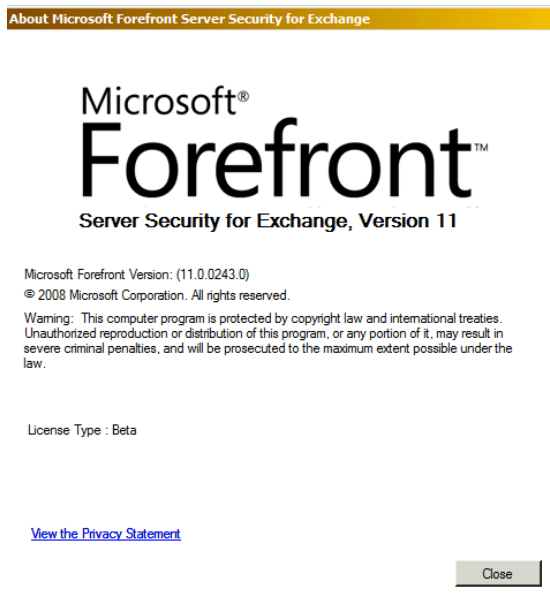 About Microsoft Forefront Server Security for Exchange
Microsoft®
Forefront™
Server Security for Exchange, Version 11
Microsoft Forefront Version: (11.0.0243.0)
© 2008 Microsoft Corporation. All rights reserved.
Warning: This computer program is protected by copyright law and international treaties.
Unauthorized reproduction or distribution of this program, or any portion of it, may result in
severe criminal penalties, and will be prosecuted to the maximum extent possible under the
law.
License Type : Beta
View the Privacy Statement
Close